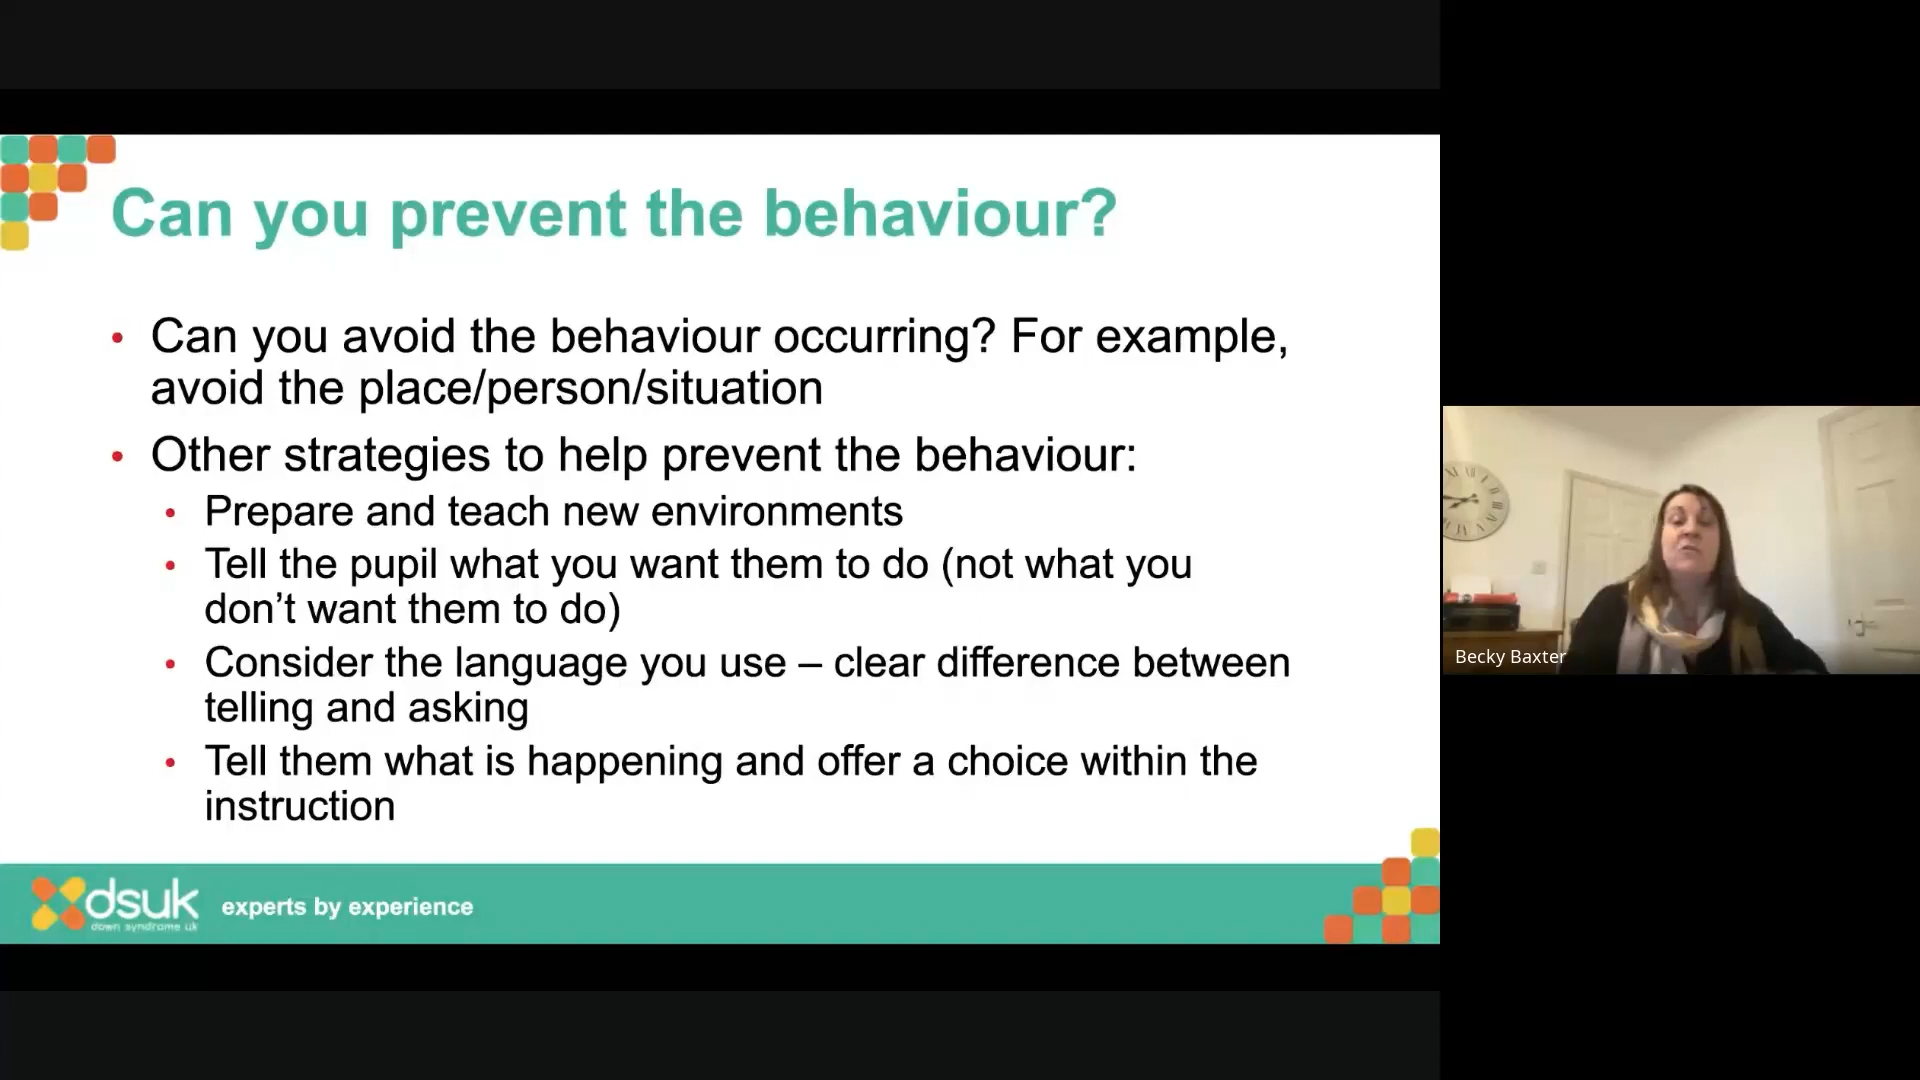 Can you prevent the behaviour?
• Can you avoid the behaviour occurring? For example,
avoid the place/person/situation
• Other strategies to help prevent the behaviour:
• Prepare and teach new environments
• Tell the pupil what you want them to do (not what you
don’t want them to do)
• Consider the language you use – clear difference between
telling and asking
• Tell them what is happening and offer a choice within the
instruction
dsuk
down syndrome uk
experts by experience
Becky Baxter